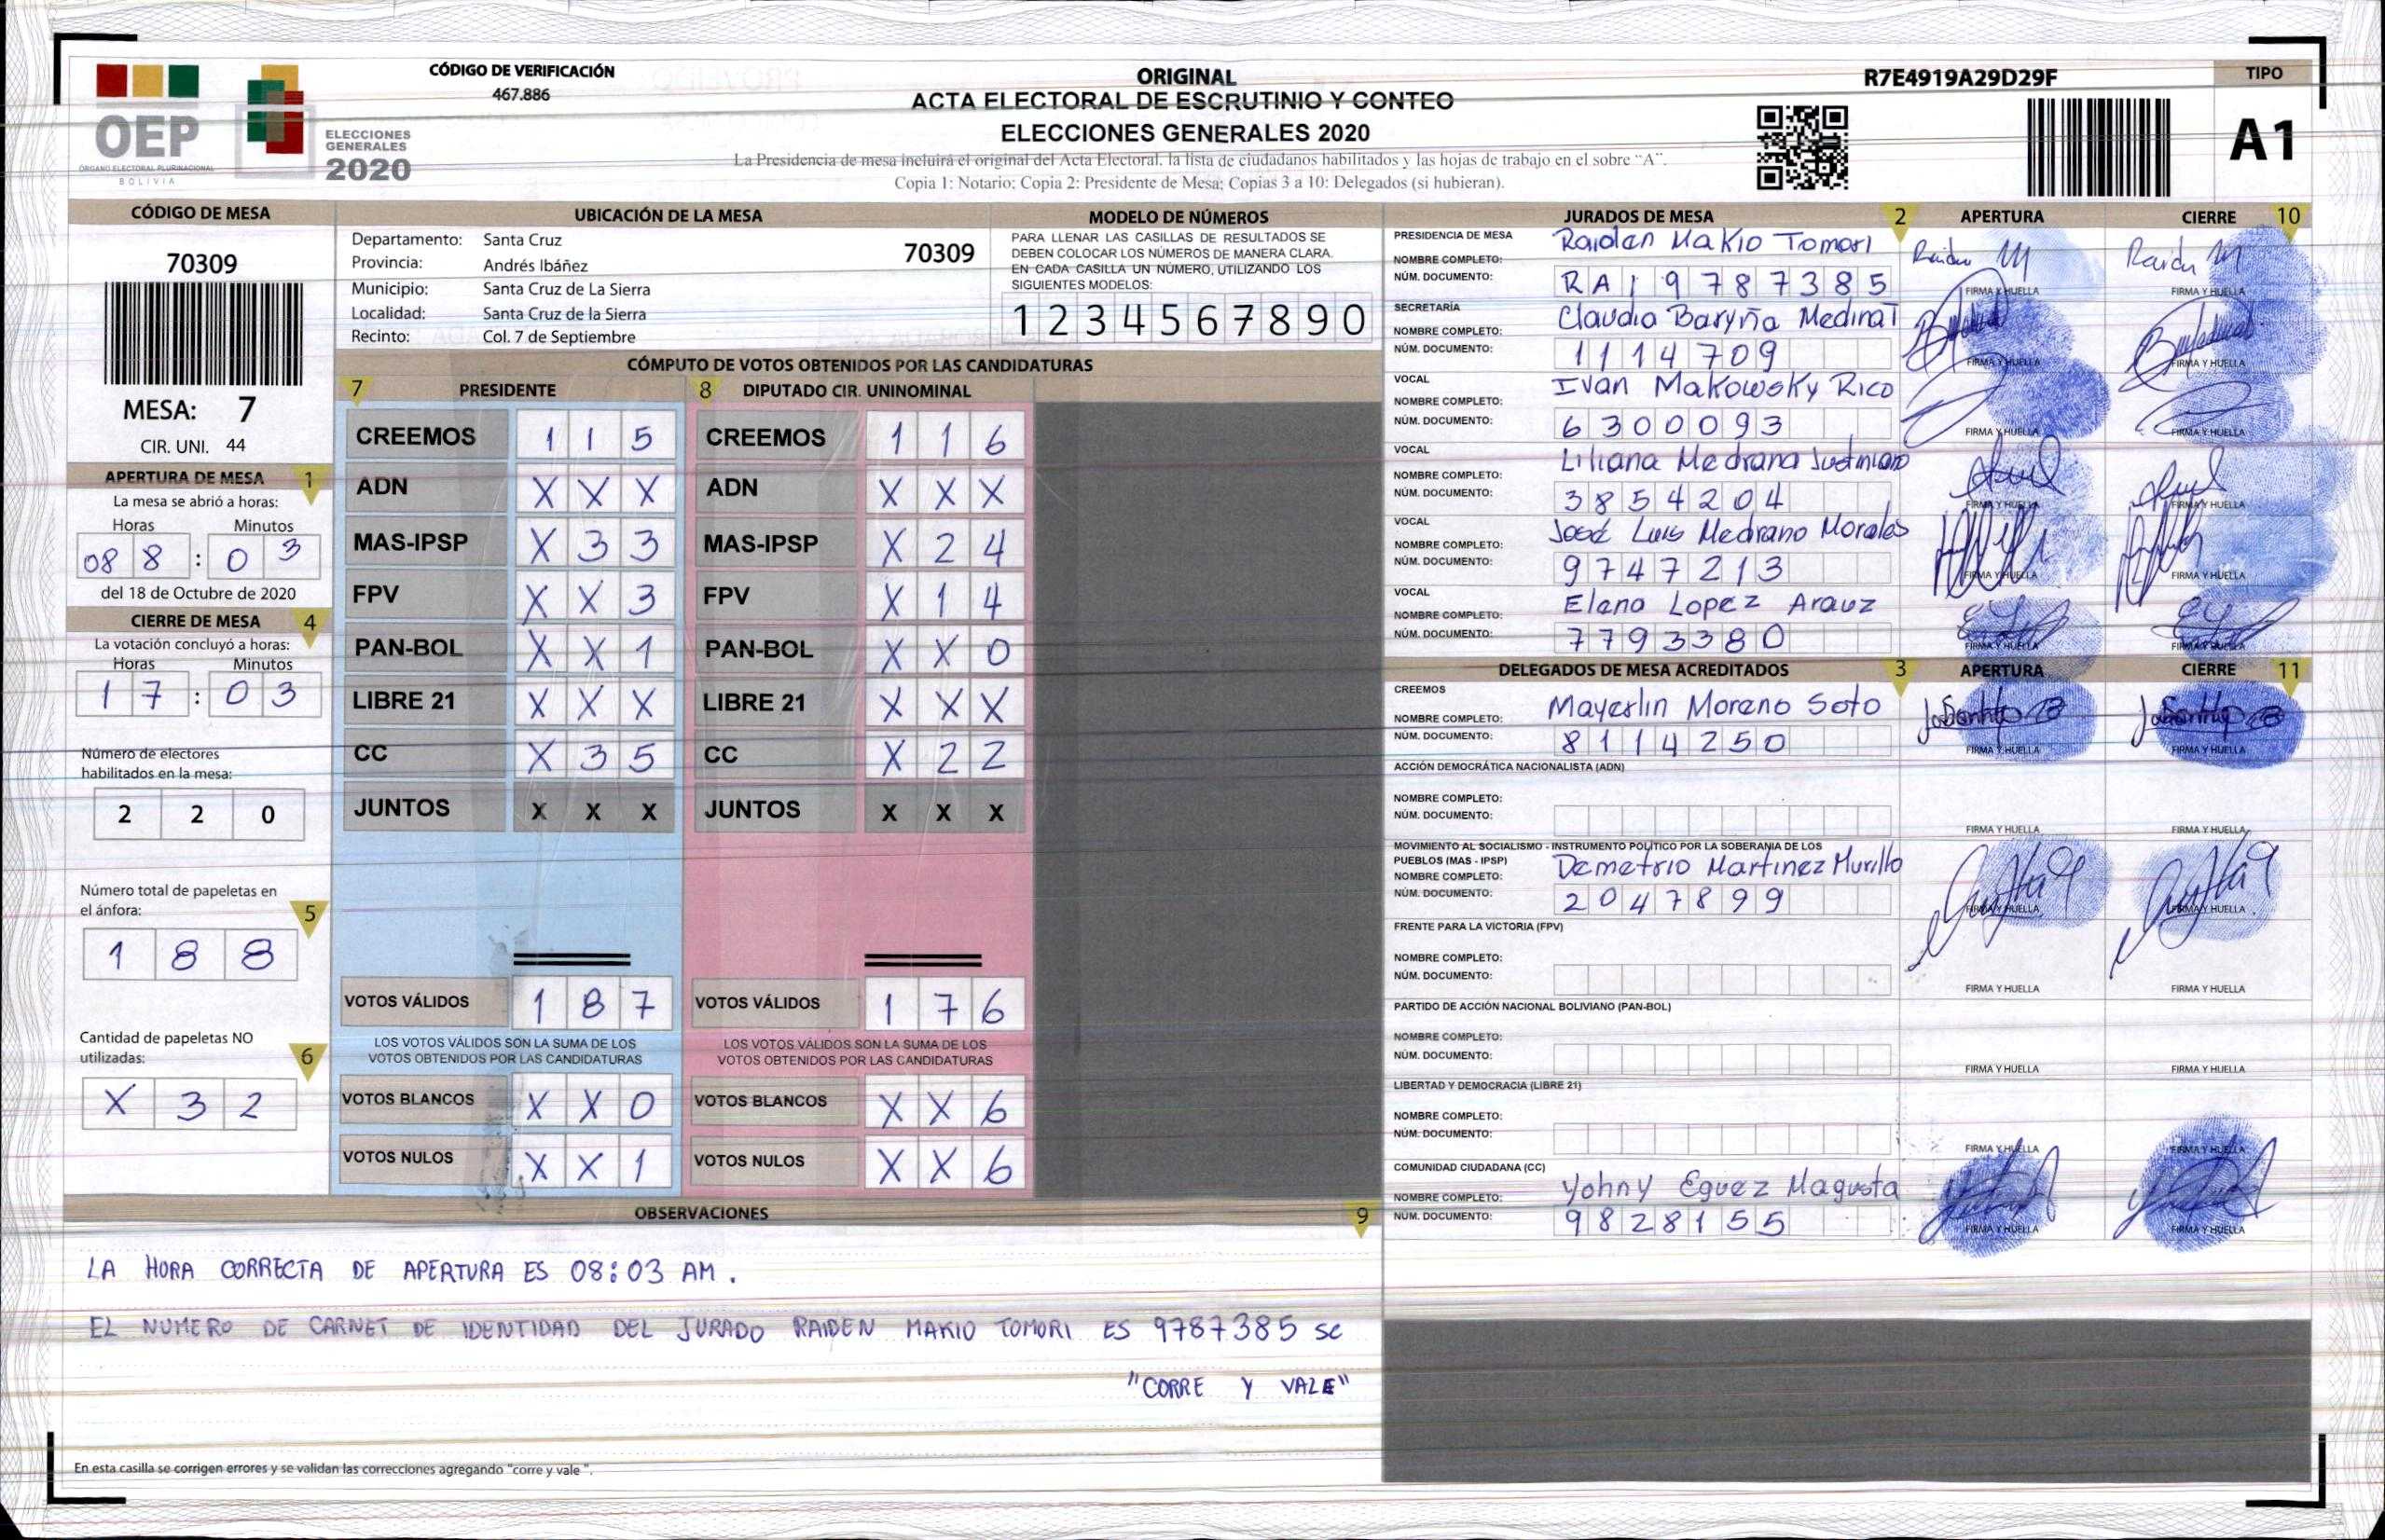 OEP
ÓRGANO ELECTORAL PLURINACIONAL
BOLIVIA
ELECCIONES
GENERALES
2020
CÓDIGO DE VERIFICACIÓN
467.886
ORIGINAL
ACTA ELECTORAL DE ESCRUTINIO Y CONTEO
ELECCIONES GENERALES 2020
La Presidencia de mesa incluirá el original del Acta Electoral, la lista de ciudadanos habilitados y las hojas de trabajo en el sobre "A".
Copia 1: Notario; Copia 2: Presidente de Mesa; Copias 3 a 10: Delegados (si hubieran).
R7E4919A29D29F
TIPO
A1
CÓDIGO DE MESA
70309
MESA: 7
CIR. UNI. 44
APERTURA DE MESA 1
La mesa se abrió a horas:
Horas Minutos
08 8 : 0 3
del 18 de Octubre de 2020
CIERRE DE MESA 4
La votación concluyó a horas:
Horas Minutos
1 7 : 0 3
Número de electores
habilitados en la mesa:
2 2 0
Número total de papeletas en
el ánfora: 5
1 8 8
Cantidad de papeletas NO
utilizadas: 6
X 3 2
UBICACIÓN DE LA MESA
Departamento: Santa Cruz 70309
Provincia: Andrés Ibáñez
Municipio: Santa Cruz de La Sierra
Localidad: Santa Cruz de la Sierra
Recinto: Col. 7 de Septiembre
MODELO DE NÚMEROS
PARA LLENAR LAS CASILLAS DE RESULTADOS SE
DEBEN COLOCAR LOS NÚMEROS DE MANERA CLARA.
EN CADA CASILLA UN NÚMERO, UTILIZANDO LOS
SIGUIENTES MODELOS:
1 2 3 4 5 6 7 8 9 0
CÓMPUTO DE VOTOS OBTENIDOS POR LAS CANDIDATURAS
7 PRESIDENTE
CREEMOS 1 1 5
ADN X X X
MAS-IPSP X 3 3
FPV X X 3
PAN-BOL X X 1
LIBRE 21 X X X
CC X 3 5
JUNTOS X X X
VOTOS VÁLIDOS 1 8 7
LOS VOTOS VÁLIDOS SON LA SUMA DE LOS
VOTOS OBTENIDOS POR LAS CANDIDATURAS
VOTOS BLANCOS X X 0
VOTOS NULOS X X 1
8 DIPUTADO CIR. UNINOMINAL
CREEMOS 1 1 6
ADN X X X
MAS-IPSP X 2 4
FPV X 1 4
PAN-BOL X X 0
LIBRE 21 X X X
CC X 2 2
JUNTOS X X X
VOTOS VÁLIDOS 1 7 6
LOS VOTOS VÁLIDOS SON LA SUMA DE LOS
VOTOS OBTENIDOS POR LAS CANDIDATURAS
VOTOS BLANCOS X X 6
VOTOS NULOS X X 6
JURADOS DE MESA 2 APERTURA CIERRE 10
PRESIDENCIA DE MESA
NOMBRE COMPLETO: Raiden Makio Tomori
NÚM. DOCUMENTO: R A 1 9 7 8 7 3 8 5
FIRMA Y HUELLA FIRMA Y HUELLA
SECRETARÍA
NOMBRE COMPLETO: Claudia Medina
NÚM. DOCUMENTO: 1 1 1 4 7 0 9
FIRMA Y HUELLA FIRMA Y HUELLA
VOCAL
NOMBRE COMPLETO: Ivan Makowsky Rico
NÚM. DOCUMENTO: 6 3 0 0 0 9 3
FIRMA Y HUELLA FIRMA Y HUELLA
VOCAL
NOMBRE COMPLETO: Liliana Medrana Justiniano
NÚM. DOCUMENTO: 3 8 5 4 2 0 4
FIRMA Y HUELLA FIRMA Y HUELLA
VOCAL
NOMBRE COMPLETO: José Luis Medrano Morales
NÚM. DOCUMENTO: 9 7 4 7 2 1 3
FIRMA Y HUELLA FIRMA Y HUELLA
VOCAL
NOMBRE COMPLETO: Elena Lopez Arauz
NÚM. DOCUMENTO: 7 7 9 3 3 8 0
FIRMA Y HUELLA FIRMA Y HUELLA
DELEGADOS DE MESA ACREDITADOS 3 APERTURA CIERRE 11
CREEMOS
NOMBRE COMPLETO: Mayerlin Moreno Soto
NÚM. DOCUMENTO: 8 1 1 4 2 5 0
FIRMA Y HUELLA FIRMA Y HUELLA
ACCIÓN DEMOCRÁTICA NACIONALISTA (ADN)
NOMBRE COMPLETO:
NÚM. DOCUMENTO:
FIRMA Y HUELLA FIRMA Y HUELLA
MOVIMIENTO AL SOCIALISMO - INSTRUMENTO POLÍTICO POR LA SOBERANIA DE LOS
PUEBLOS (MAS - IPSP)
NOMBRE COMPLETO: Demetrio Martinez Murillo
NÚM. DOCUMENTO: 2 0 4 7 8 9 9
FIRMA Y HUELLA FIRMA Y HUELLA
FRENTE PARA LA VICTORIA (FPV)
NOMBRE COMPLETO:
NÚM. DOCUMENTO:
FIRMA Y HUELLA FIRMA Y HUELLA
PARTIDO DE ACCIÓN NACIONAL BOLIVIANO (PAN-BOL)
NOMBRE COMPLETO:
NÚM. DOCUMENTO:
FIRMA Y HUELLA FIRMA Y HUELLA
LIBERTAD Y DEMOCRACIA (LIBRE 21)
NOMBRE COMPLETO:
NÚM. DOCUMENTO:
FIRMA Y HUELLA FIRMA Y HUELLA
COMUNIDAD CIUDADANA (CC)
NOMBRE COMPLETO: Yohny Eguez Magusta
NÚM. DOCUMENTO: 9 8 2 8 1 5 5
FIRMA Y HUELLA FIRMA Y HUELLA
OBSERVACIONES 9
LA HORA CORRECTA DE APERTURA ES 08:03 AM.
EL NUMERO DE CARNET DE IDENTIDAD DEL JURADO RAIDEN MAKIO TOMORI ES 9787385 SC
"CORRE Y VALE"
En esta casilla se corrigen errores y se validan las correcciones agregando "corre y vale ".